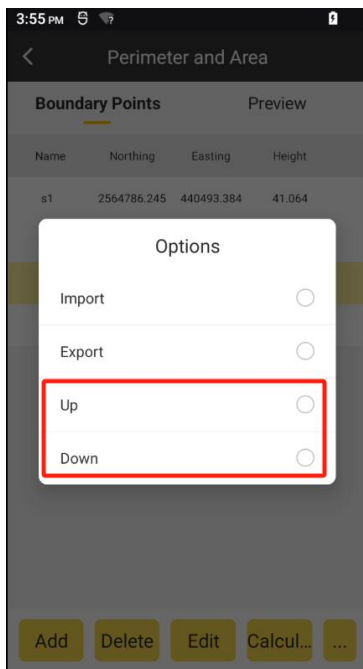 3:55 PM
Perimeter and Area
Boundary Points Preview
Name Northing Easting Height
s1 2564786.245 440493.384 41.064
Options
Import
Export
Up
Down
Add Delete Edit Calcul... ...